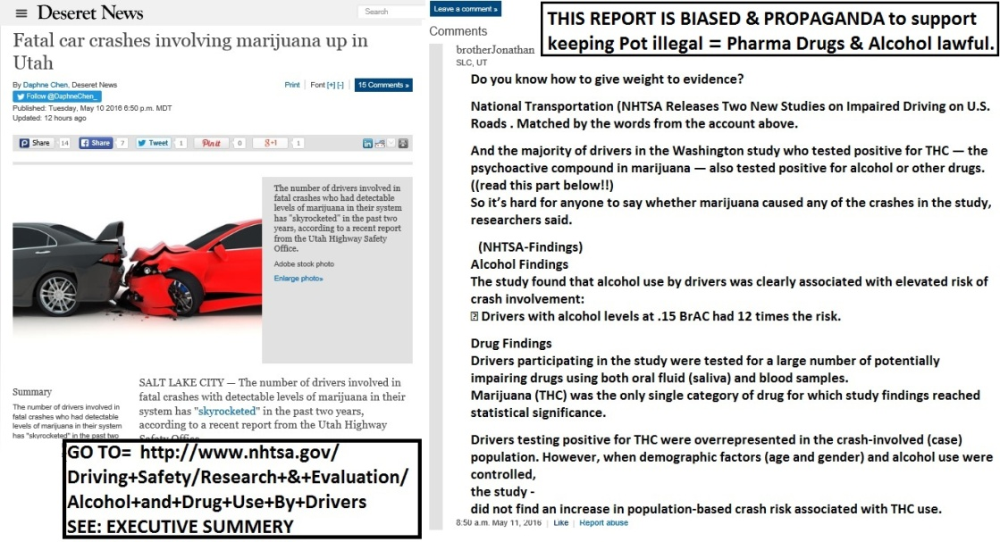 Deseret News
Search
Fatal car crashes involving marijuana up in
Utah
By Daphne Chen, Deseret News
Follow @DaphneChen_
Published: Tuesday, May 10 2016 6:50 p.m. MDT
Updated: 12 hours ago
Print
Font [+] [-]
15 Comments »
Share 14
Share 7
Tweet 1
Pin it 0
g+1 1
The number of drivers involved in
fatal crashes who had detectable
levels of marijuana in their system
has "skyrocketed" in the past two
years, according to a recent report
from the Utah Highway Safety
Office.
Adobe stock photo
Enlarge photo»
Summary
The number of drivers involved in
fatal crashes who had detectable
levels of marijuana in their system
has "skyrocketed" in the past two
SALT LAKE CITY — The number of drivers involved in
fatal crashes with detectable levels of marijuana in their
system has "skyrocketed" in the past two years,
according to a recent report from the Utah Highway
Safety Office.
GO TO= http://www.nhtsa.gov/
Driving+Safety/Research+&+Evaluation/
Alcohol+and+Drug+Use+By+Drivers
SEE: EXECUTIVE SUMMERY
Leave a comment »
Comments
THIS REPORT IS BIASED & PROPAGANDA to support
keeping Pot illegal = Pharma Drugs & Alcohol lawful.
brotherJonathan
SLC, UT
Do you know how to give weight to evidence?
National Transportation (NHTSA Releases Two New Studies on Impaired Driving on U.S.
Roads . Matched by the words from the account above.
And the majority of drivers in the Washington study who tested positive for THC — the
psychoactive compound in marijuana — also tested positive for alcohol or other drugs.
((read this part below!!)
So it's hard for anyone to say whether marijuana caused any of the crashes in the study,
researchers said.
(NHTSA-Findings)
Alcohol Findings
The study found that alcohol use by drivers was clearly associated with elevated risk of
crash involvement:
Drivers with alcohol levels at .15 BrAC had 12 times the risk.
Drug Findings
Drivers participating in the study were tested for a large number of potentially
impairing drugs using both oral fluid (saliva) and blood samples.
Marijuana (THC) was the only single category of drug for which study findings reached
statistical significance.
Drivers testing positive for THC were overrepresented in the crash-involved (case)
population. However, when demographic factors (age and gender) and alcohol use were
controlled,
the study -
did not find an increase in population-based crash risk associated with THC use.
8:50 a.m. May 11, 2016
Like
Report abuse